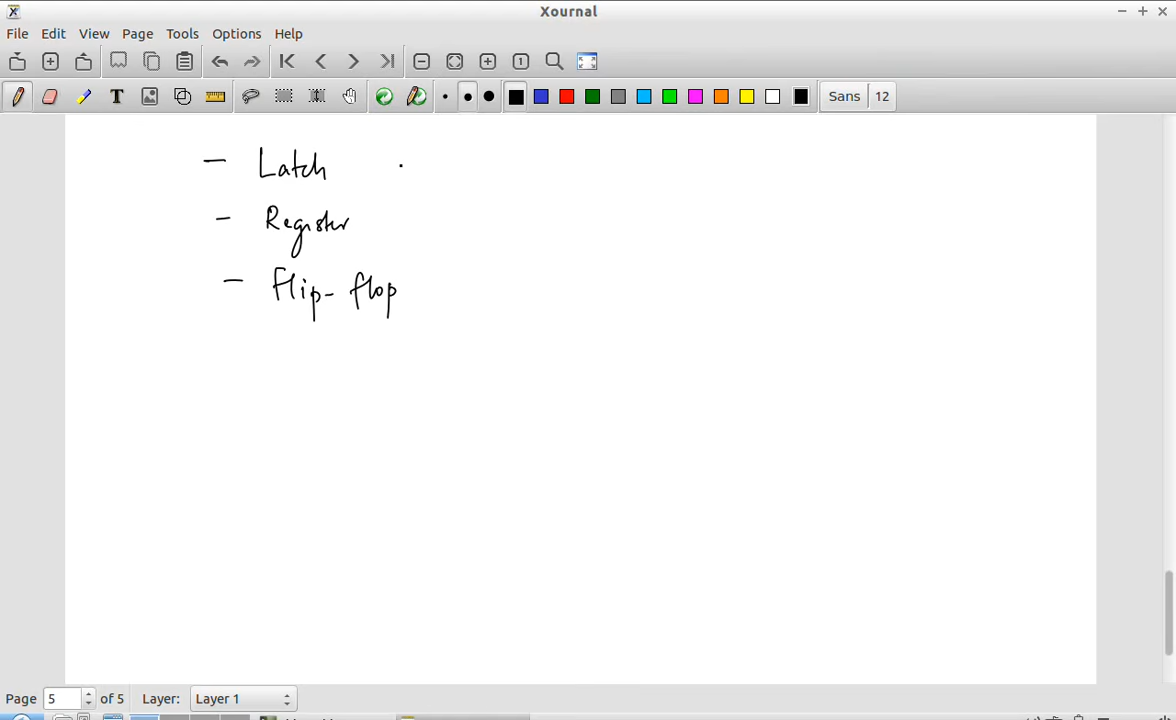 Xournal
File Edit View Page Tools Options Help
T 1 Sans 12
- Latch
- Register
- Flip-flop
Page 5 of 5 Layer: Layer 1